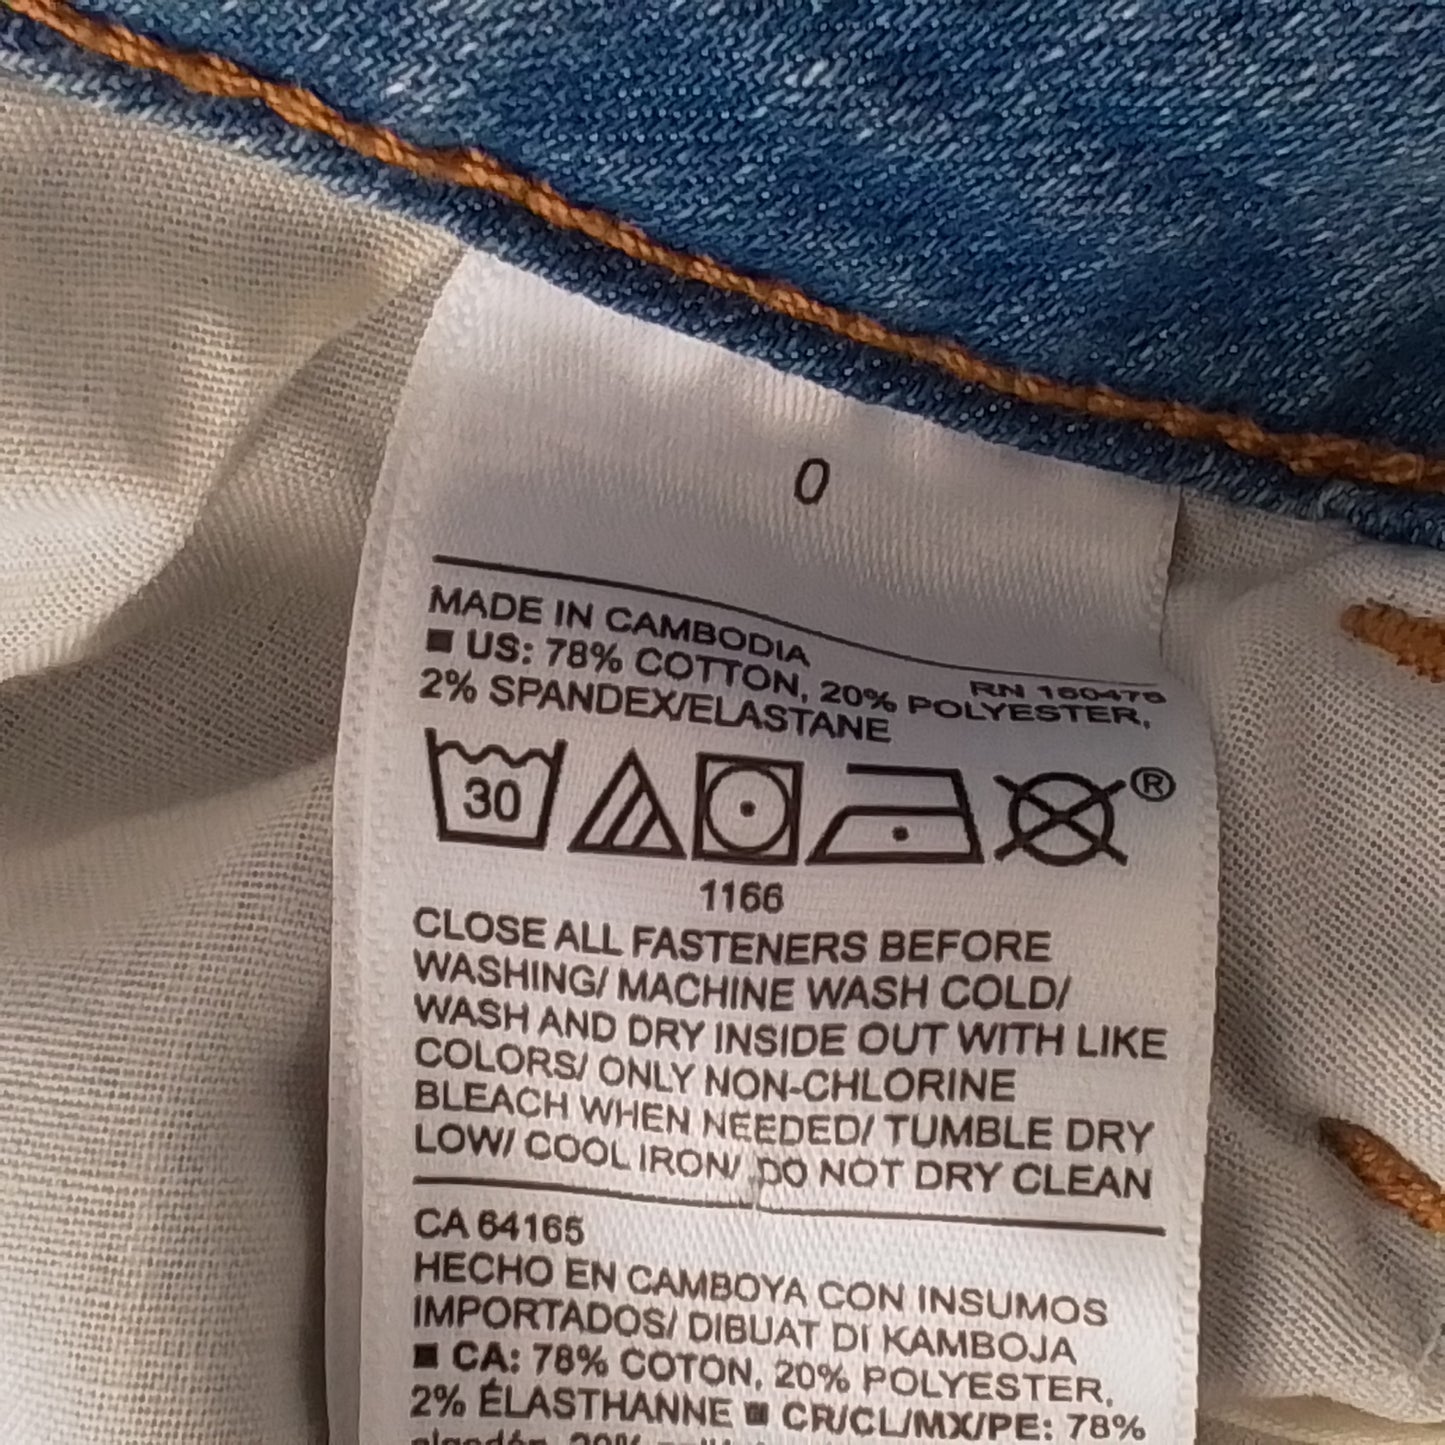 0
MADE IN CAMBODIA
RN
■ US: 78% COTTON, 20% POLYESTER,
2% SPANDEX/ELASTANE
30
®
1166
CLOSE ALL FASTENERS BEFORE
WASHING/ MACHINE WASH COLD/
WASH AND DRY INSIDE OUT WITH LIKE
COLORS/ ONLY NON-CHLORINE
BLEACH WHEN NEEDED/ TUMBLE DRY
LOW/ COOL IRON/ DO NOT DRY CLEAN
CA 64165
HECHO EN CAMBOYA CON INSUMOS
IMPORTADOS/ DIBUAT DI KAMBOJA
■ CA: 78% COTON, 20% POLYESTER,
2% ÉLASTHANNE ■ CR/CL/MX/PE: 78%